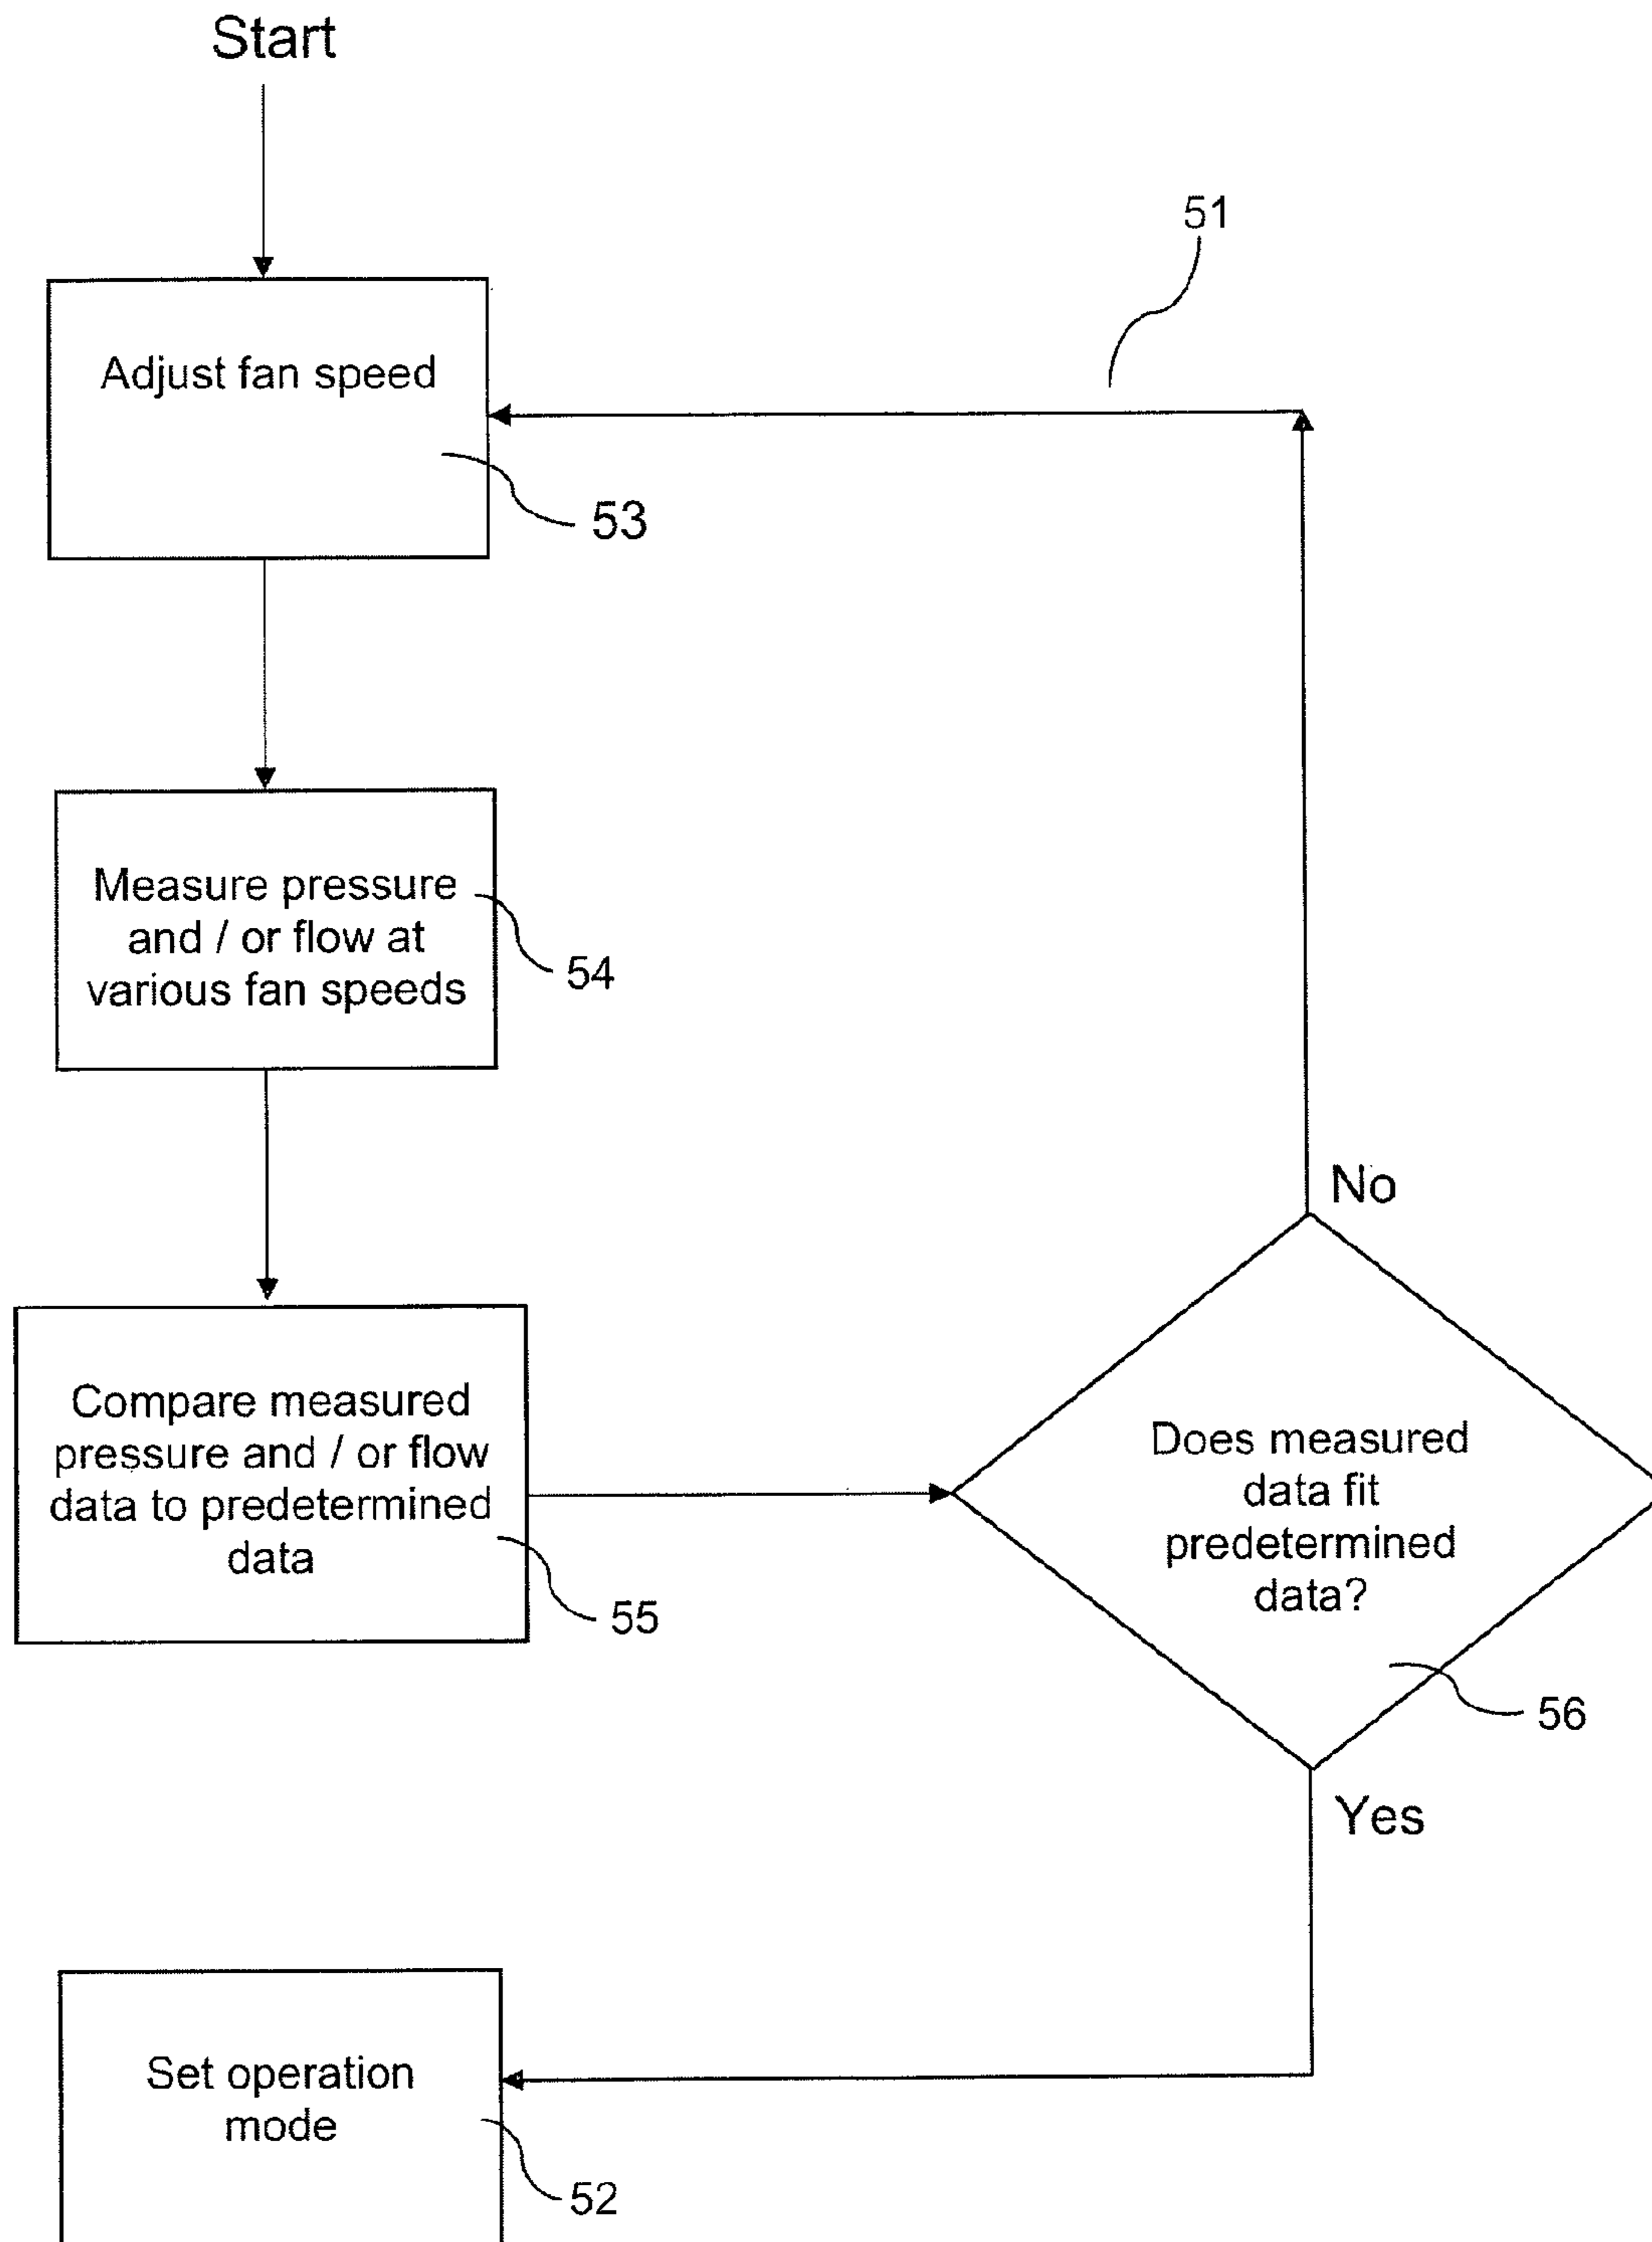 Start
51
Adjust fan speed
53
Measure pressure
and / or flow at
various fan speeds
54
No
Compare measured
pressure and / or flow
data to predetermined
data
55
Does measured
data fit
predetermined
data?
56
Yes
Set operation
mode
52